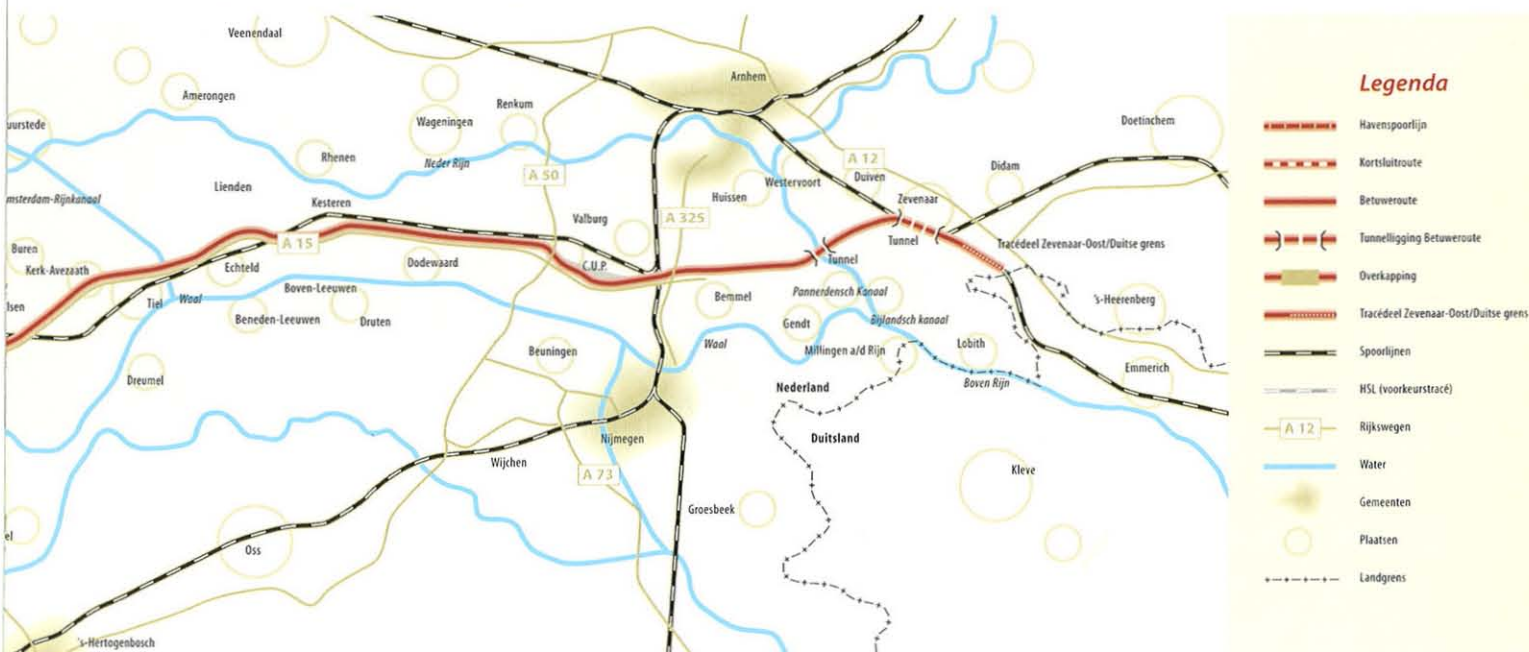 Veenendaal
Arnhem
Amerongen
Renkum
Wageningen
Doetinchem
uurstede
Rhenen
Neder Rijn
A 12
Didam
A 50
Duiven
Westervoort
Lienden
Huissen
Zevenaar
msterdam-Rijnkanaal
Kesteren
Valburg
A 325
A 15
Tunnel
Tracédeel Zevenaar-Oost/Duitse grens
Buren
Kerk-Avezaath
Echteld
Dodewaard
C.U.P.
Tunnel
Boven-Leeuwen
Pannerdensch Kanaal
Bemmel
's-Heerenberg
lsen
Tiel
Waal
Beneden-Leeuwen
Druten
Gendt
Bijlandsch kanaal
Waal
Beuningen
Millingen a/d Rijn
Lobith
Emmerich
Dreumel
Nederland
Boven Rijn
Nijmegen
Duitsland
Wijchen
A 73
Kleve
Groesbeek
el
Oss
's-Hertogenbosch
Legenda
Havenspoorlijn
Kortsluitroute
Betuweroute
Tunnelligging Betuweroute
Overkapping
Tracédeel Zevenaar-Oost/Duitse grens
Spoorlijnen
HSL (voorkeurstracé)
A 12 Rijkswegen
Water
Gemeenten
Plaatsen
Landgrens